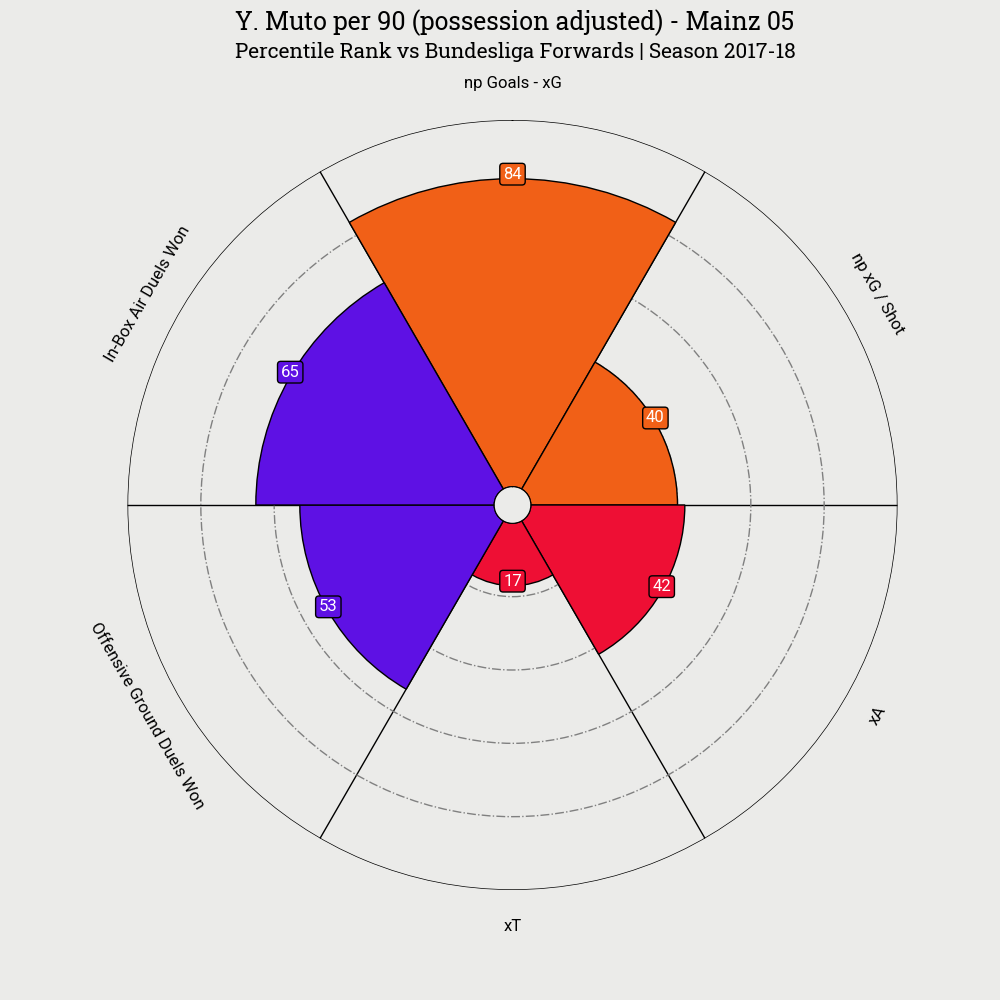 Y. Muto per 90 (possession adjusted) - Mainz 05
Percentile Rank vs Bundesliga Forwards | Season 2017-18
np Goals - xG
84
In-Box Air Duels Won
np xG / Shot
65
40
17
42
53
Offensive Ground Duels Won
xA
xT